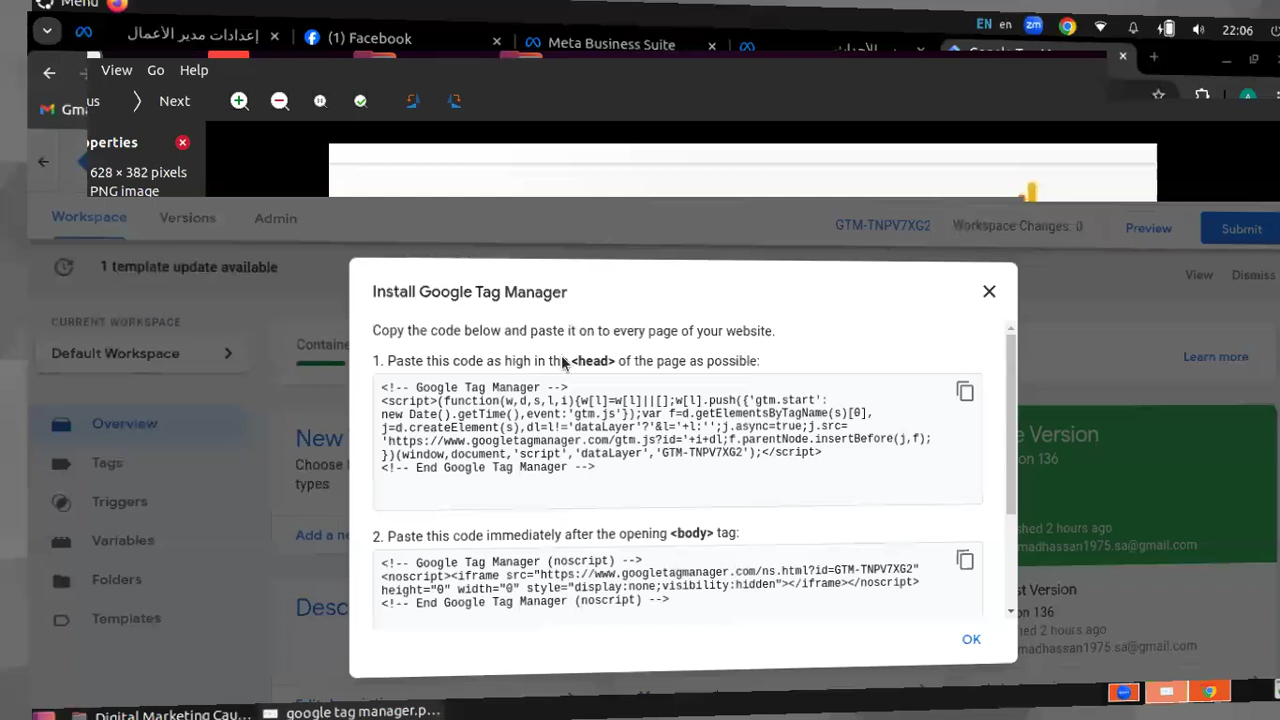 Menu
EN en zm 22:06
إعدادات مدير الأعمال
(1) Facebook
Meta Business Suite
View Go Help
us Next
Gma
operties
628 × 382 pixels
PNG image
Workspace Versions Admin
GTM-TNPV7XG2 Workspace Changes: 0 Preview Submit
1 template update available
View Dismiss
CURRENT WORKSPACE
Default Workspace
Containe
Learn more
Overview
Tags
Triggers
Variables
Folders
Templates
New
Choose
types
Add a ne
Desc
Install Google Tag Manager
Copy the code below and paste it on to every page of your website.
1. Paste this code as high in the <head> of the page as possible:
<!-- Google Tag Manager -->
<script>(function(w,d,s,l,i){w[l]=w[l]||[];w[l].push({'gtm.start':
new Date().getTime(),event:'gtm.js'});var f=d.getElementsByTagName(s)[0],
j=d.createElement(s),dl=l!='dataLayer'?'&l='+l:'';j.async=true;j.src=
'https://www.googletagmanager.com/gtm.js?id='+i+dl;f.parentNode.insertBefore(j,f);
})(window,document,'script','dataLayer','GTM-TNPV7XG2');</script>
<!-- End Google Tag Manager -->
2. Paste this code immediately after the opening <body> tag:
<!-- Google Tag Manager (noscript) -->
<noscript><iframe src="https://www.googletagmanager.com/ns.html?id=GTM-TNPV7XG2"
height="0" width="0" style="display:none;visibility:hidden"></iframe></noscript>
<!-- End Google Tag Manager (noscript) -->
OK
e Version
on 136
shed 2 hours ago
madhassan1975.sa@gmail.com
st Version
on 136
shed 2 hours ago
madhassan1975.sa@gmail.com
Digital Marketing Cau...
google tag manager.p...